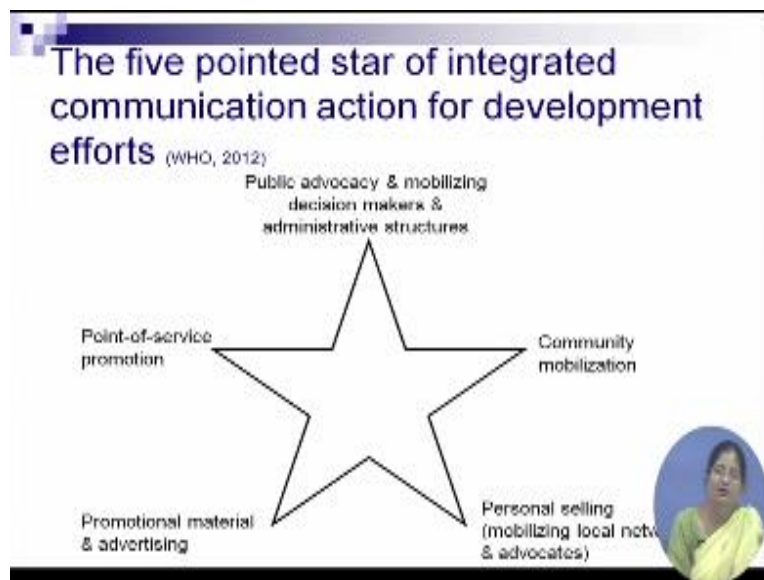 The five pointed star of integrated
communication action for development
efforts (WHO, 2012)
Public advocacy & mobilizing
decision makers &
administrative structures
Point-of-service
promotion
Community
mobilization
Promotional material
& advertising
Personal selling
(mobilizing local
& advocates)